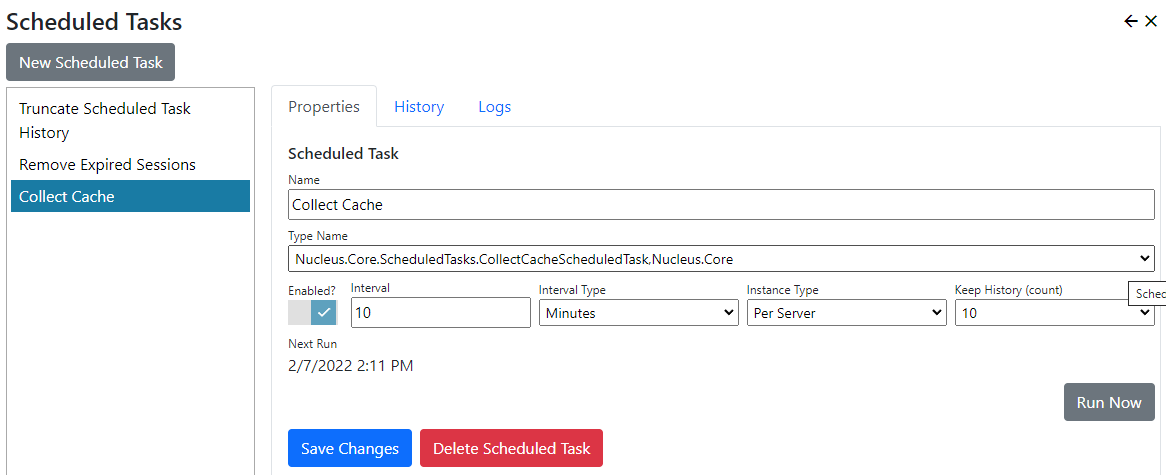 Scheduled Tasks
New Scheduled Task
Truncate Scheduled Task
History
Remove Expired Sessions
Collect Cache
Properties
History
Logs
Scheduled Task
Name
Collect Cache
Type Name
Nucleus.Core.ScheduledTasks.CollectCacheScheduledTask,Nucleus.Core
Enabled?
Interval
Interval Type
Instance Type
Keep History (count)
Sched
10
Minutes
Per Server
10
Next Run
2/7/2022 2:11 PM
Run Now
Save Changes
Delete Scheduled Task